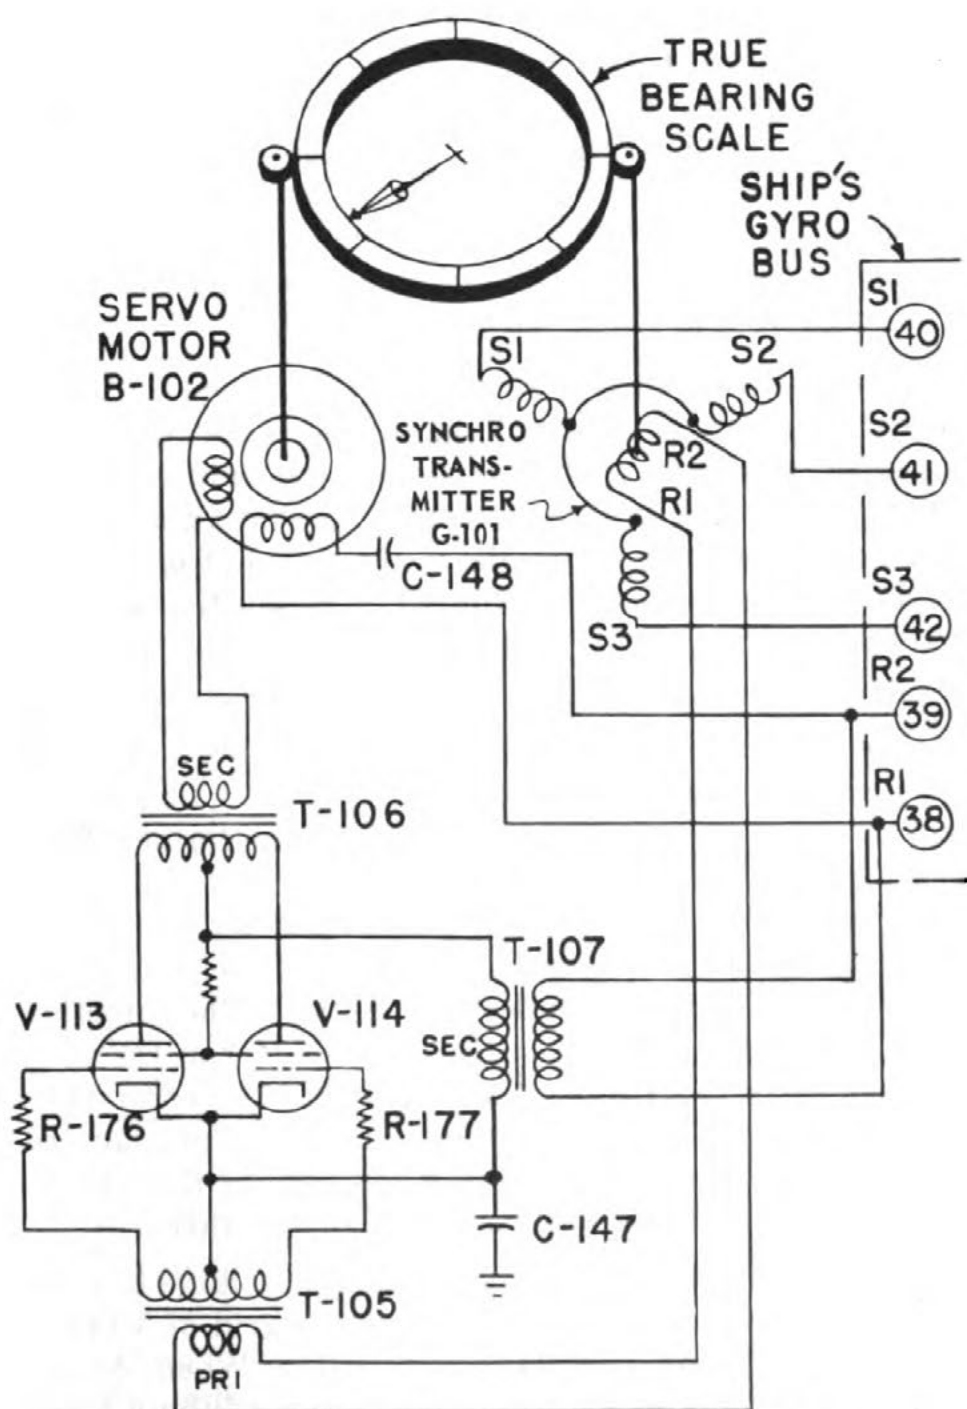 TRUE
BEARING
SCALE
SHIP'S
GYRO
BUS
SERVO
MOTOR
B-102
S1
40
S1
S2
S2
41
SYNCHRO
TRANS-
MITTER
G-101
R2
R1
C-148
S3
S3
42
R2
39
SEC
T-106
R1
38
T-107
V-113
V-114
SEC
R-176
R-177
C-147
T-105
PRI